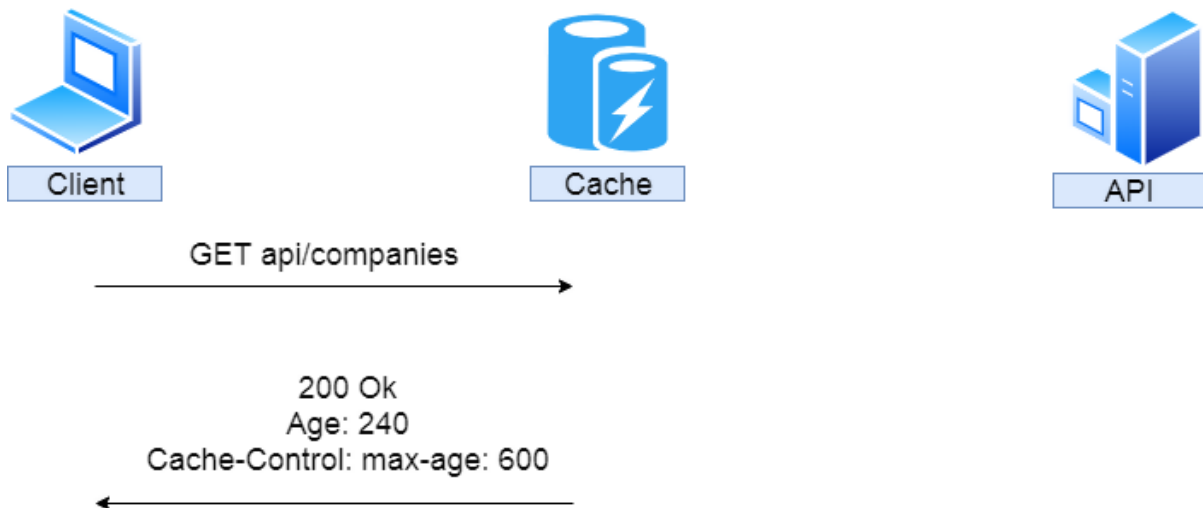 Client
Cache
API
GET api/companies
200 Ok
Age: 240
Cache-Control: max-age: 600